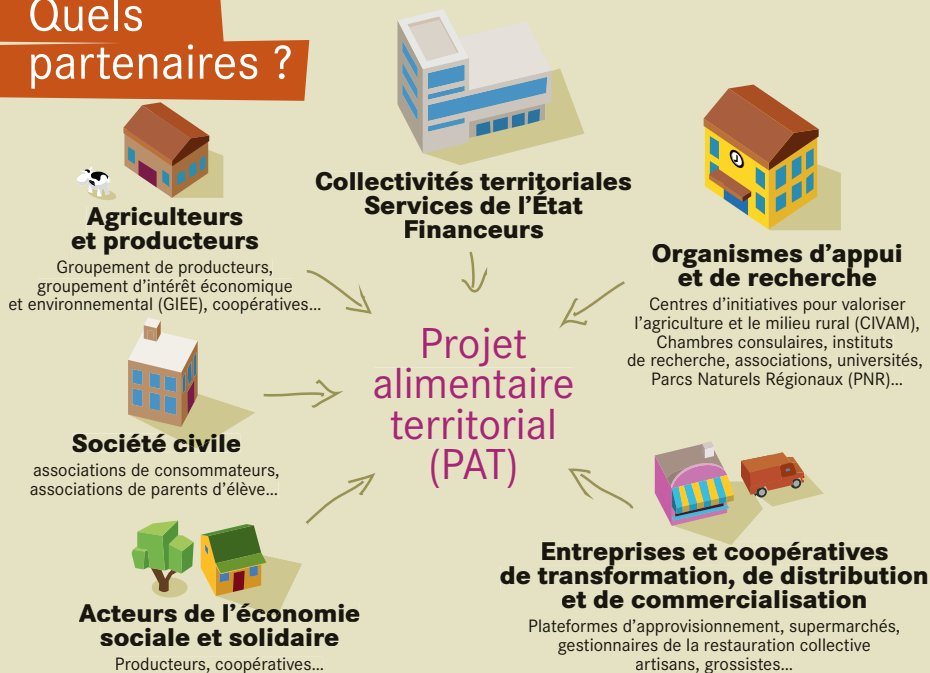 Quels
partenaires ?
Collectivités territoriales
Services de l'État
Financeurs
Agriculteurs
et producteurs
Groupement de producteurs,
groupement d'intérêt économique
et environnemental (GIEE), coopératives...
Organismes d'appui
et de recherche
Centres d'initiatives pour valoriser
l'agriculture et le milieu rural (CIVAM),
Chambres consulaires, instituts
de recherche, associations, universités,
Parcs Naturels Régionaux (PNR)...
Projet
alimentaire
territorial
(PAT)
Société civile
associations de consommateurs,
associations de parents d'élève...
Acteurs de l'économie
sociale et solidaire
Producteurs, coopératives...
Entreprises et coopératives
de transformation, de distribution
et de commercialisation
Plateformes d'approvisionnement, supermarchés,
gestionnaires de la restauration collective
artisans, grossistes...